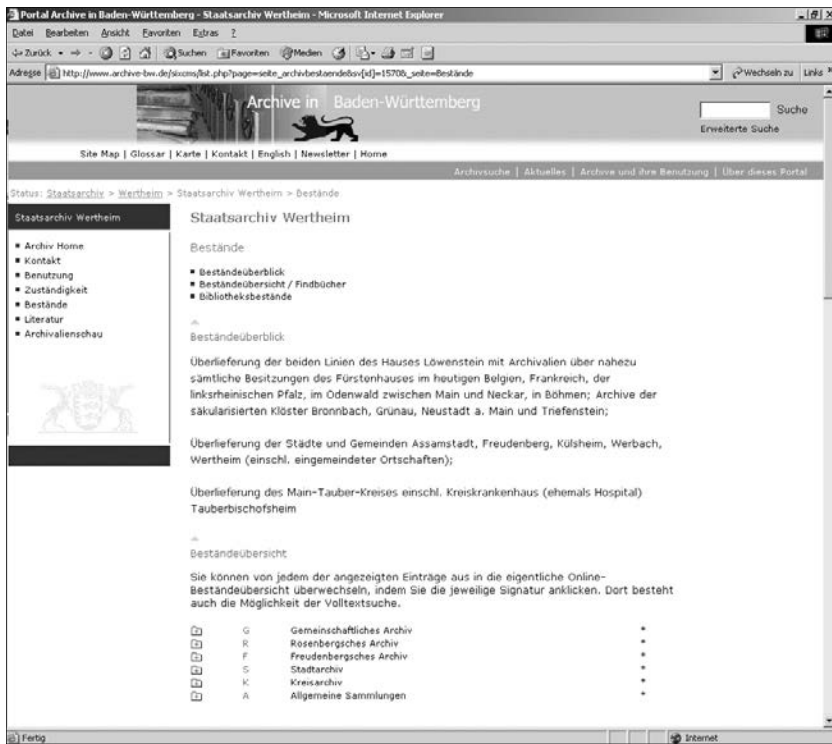 Portal Archive in Baden-Württemberg - Staatsarchiv Wertheim - Microsoft Internet Explorer
Datei Bearbeiten Ansicht Favoriten Extras ?
Zurück Suchen Favoriten Medien
Adresse http://www.archive-bw.de/sixcms/list.php?page=seite_archivbestaende&sv[id]=1570&_seite=Bestände Wechseln zu Links
Archive in Baden-Württemberg
Suche
Erweiterte Suche
Site Map | Glossar | Karte | Kontakt | English | Newsletter | Home
Archivsuche | Aktuelles | Archive und ihre Benutzung | Über dieses Portal
Status: Staatsarchiv > Wertheim > Staatsarchiv Wertheim > Bestände
Staatsarchiv Wertheim
▪ Archiv Home
▪ Kontakt
▪ Benutzung
▪ Zuständigkeit
▪ Bestände
▪ Literatur
▪ Archivalienschau
Staatsarchiv Wertheim
Bestände
▪ Beständeüberblick
▪ Beständeübersicht / Findbücher
▪ Bibliotheksbestände
Beständeüberblick
Überlieferung der beiden Linien des Hauses Löwenstein mit Archivalien über nahezu
sämtliche Besitzungen des Fürstenhauses im heutigen Belgien, Frankreich, der
linksrheinischen Pfalz, im Odenwald zwischen Main und Neckar, in Böhmen; Archive der
säkularisierten Klöster Bronnbach, Grünau, Neustadt a. Main und Triefenstein;
Überlieferung der Städte und Gemeinden Assamstadt, Freudenberg, Külsheim, Werbach,
Wertheim (einschl. eingemeindeter Ortschaften);
Überlieferung des Main-Tauber-Kreises einschl. Kreiskrankenhaus (ehemals Hospital)
Tauberbischofsheim
Beständeübersicht
Sie können von jedem der angezeigten Einträge aus in die eigentliche Online-
Beständeübersicht überwechseln, indem Sie die jeweilige Signatur anklicken. Dort besteht
auch die Möglichkeit der Volltextsuche.
G Gemeinschaftliches Archiv *
R Rosenbergsches Archiv *
F Freudenbergsches Archiv *
S Stadtarchiv *
K Kreisarchiv *
A Allgemeine Sammlungen *
Fertig Internet